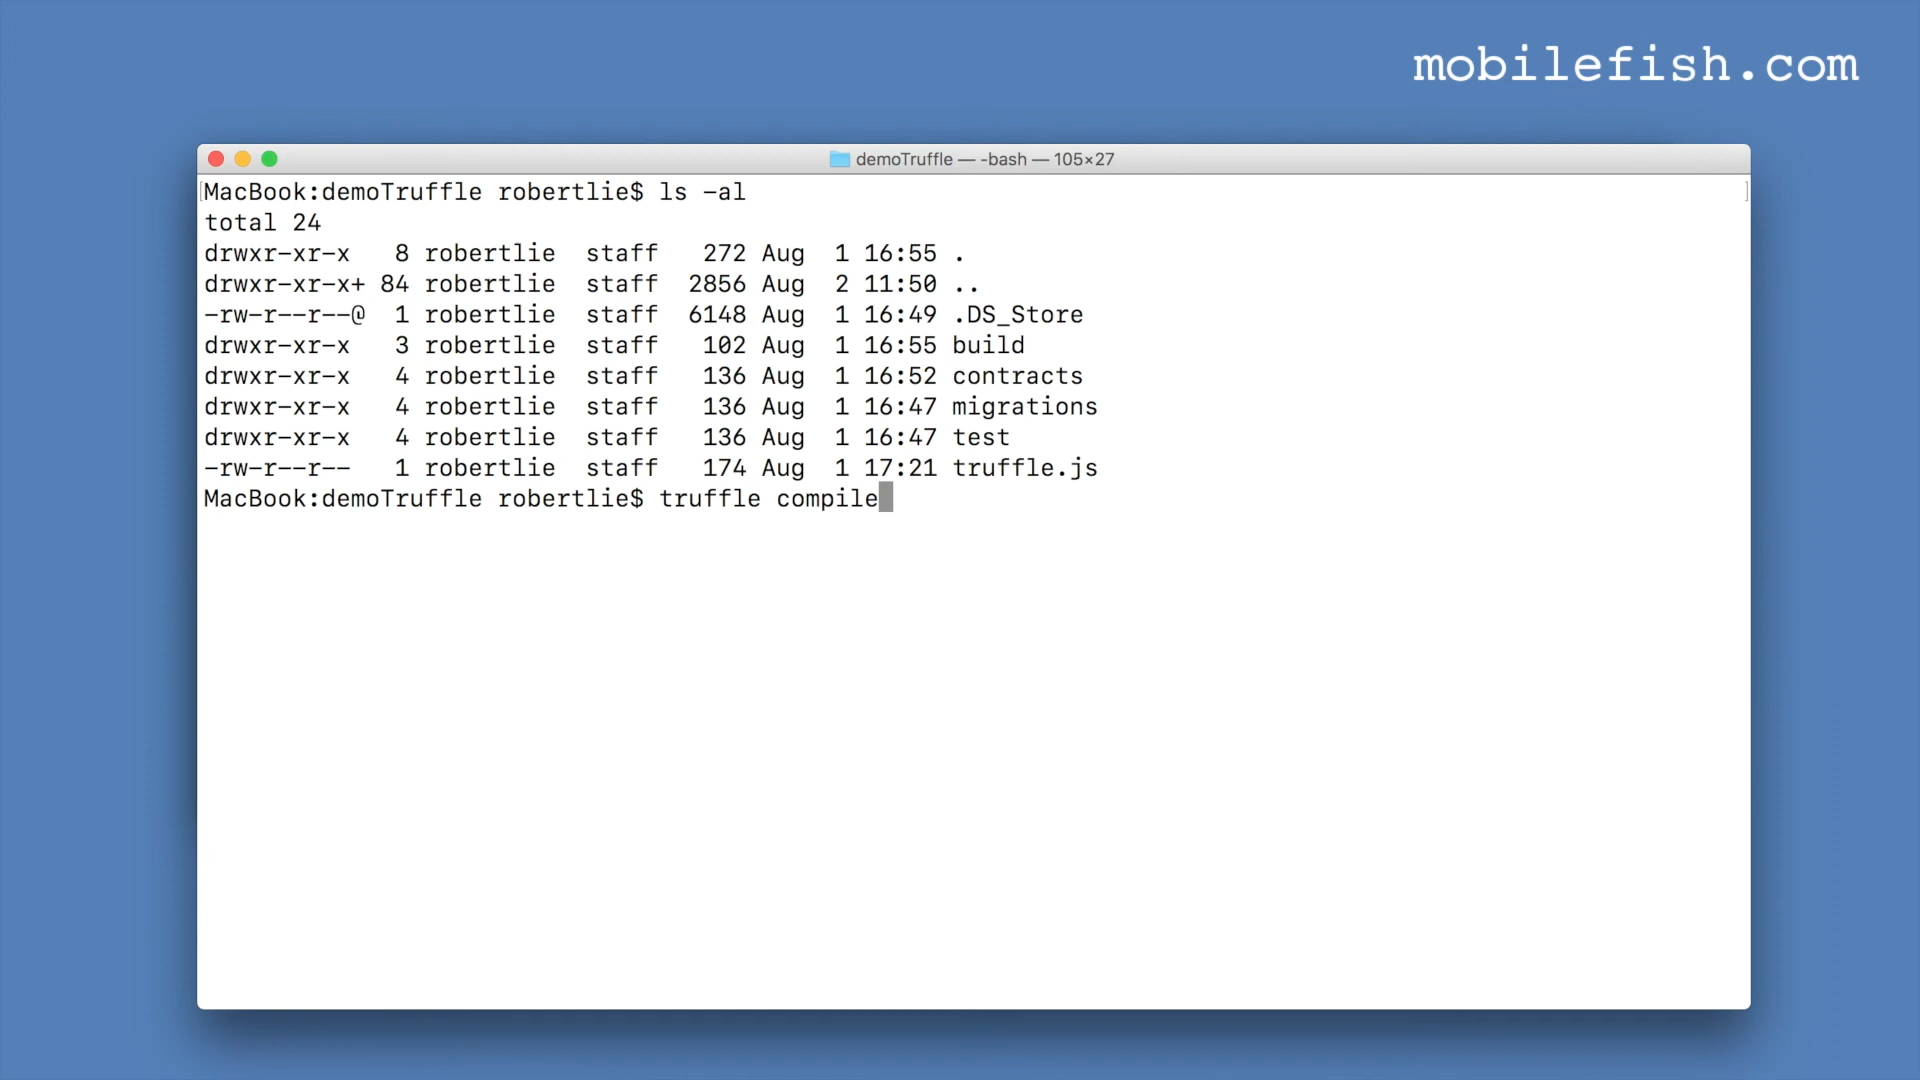 mobilefish.com
demoTruffle — -bash — 105×27
MacBook:demoTruffle robertlie$ ls -al
total 24
drwxr-xr-x   8 robertlie  staff   272 Aug  1 16:55 .
drwxr-xr-x+ 84 robertlie  staff  2856 Aug  2 11:50 ..
-rw-r--r--@  1 robertlie  staff  6148 Aug  1 16:49 .DS_Store
drwxr-xr-x   3 robertlie  staff   102 Aug  1 16:55 build
drwxr-xr-x   4 robertlie  staff   136 Aug  1 16:52 contracts
drwxr-xr-x   4 robertlie  staff   136 Aug  1 16:47 migrations
drwxr-xr-x   4 robertlie  staff   136 Aug  1 16:47 test
-rw-r--r--   1 robertlie  staff   174 Aug  1 17:21 truffle.js
MacBook:demoTruffle robertlie$ truffle compile